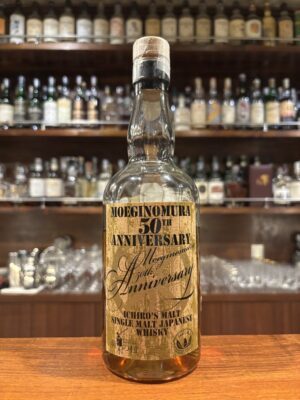 MOEGINOMURA
50TH
ANNIVERSARY
Moeginomura
50th
Anniversary
ICHIRO'S MALT
SINGLE MALT JAPANESE
WHISKY